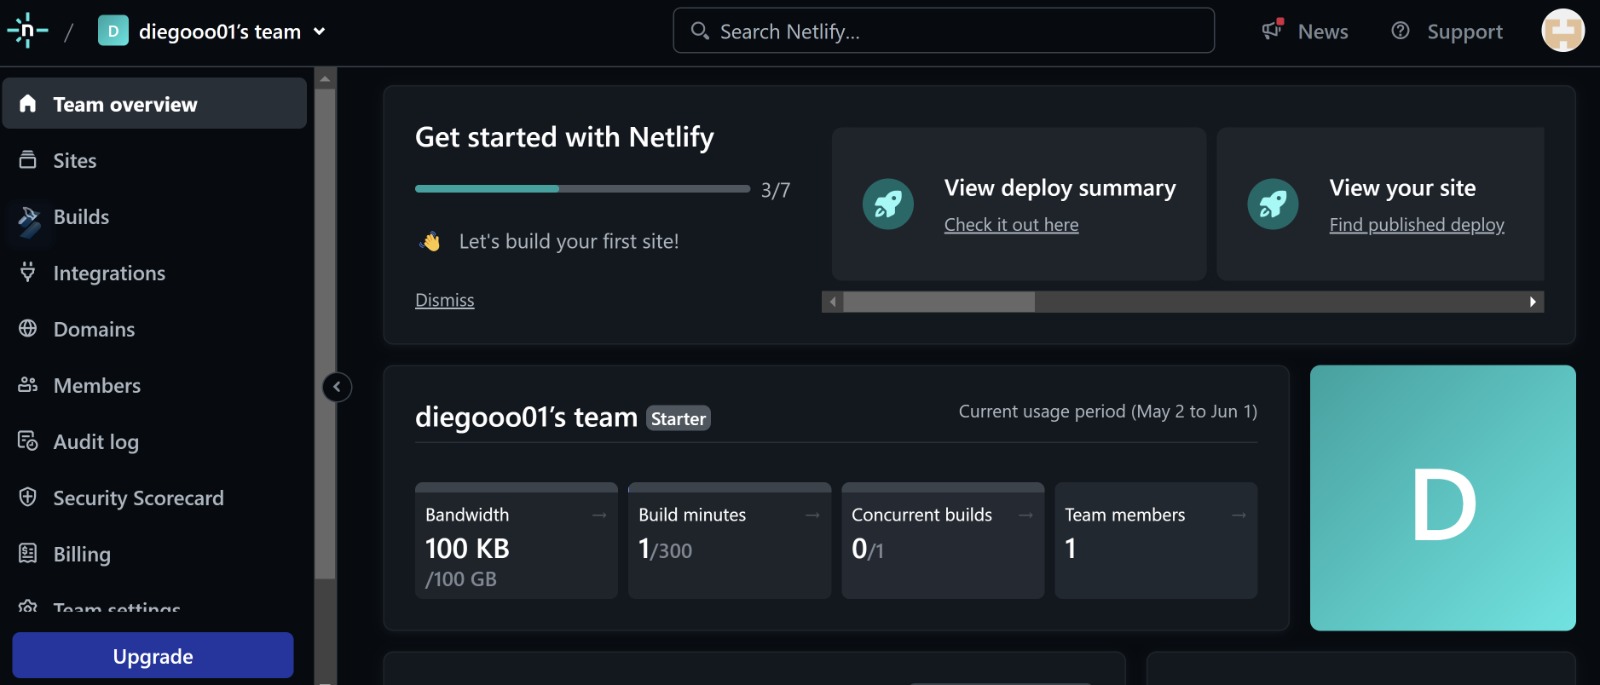 n / D diegooo01's team
Search Netlify...
News
Support
Team overview
Sites
Builds
Integrations
Domains
Members
Audit log
Security Scorecard
Billing
Team settings
Upgrade
Get started with Netlify
3/7
👋 Let's build your first site!
Dismiss
View deploy summary
Check it out here
View your site
Find published deploy
diegooo01's team Starter
Current usage period (May 2 to Jun 1)
Bandwidth →
100 KB
/100 GB
Build minutes →
1/300
Concurrent builds →
0/1
Team members →
1
D